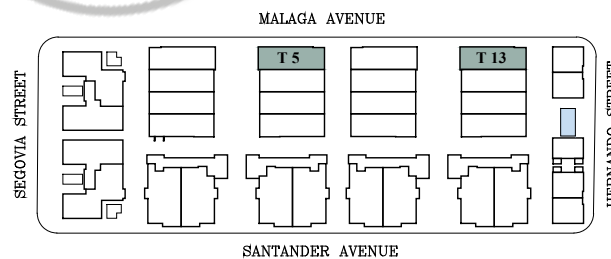 MALAGA AVENUE
T 5
T 13
SEGOVIA STREET
HERNANDO STREET
SANTANDER AVENUE